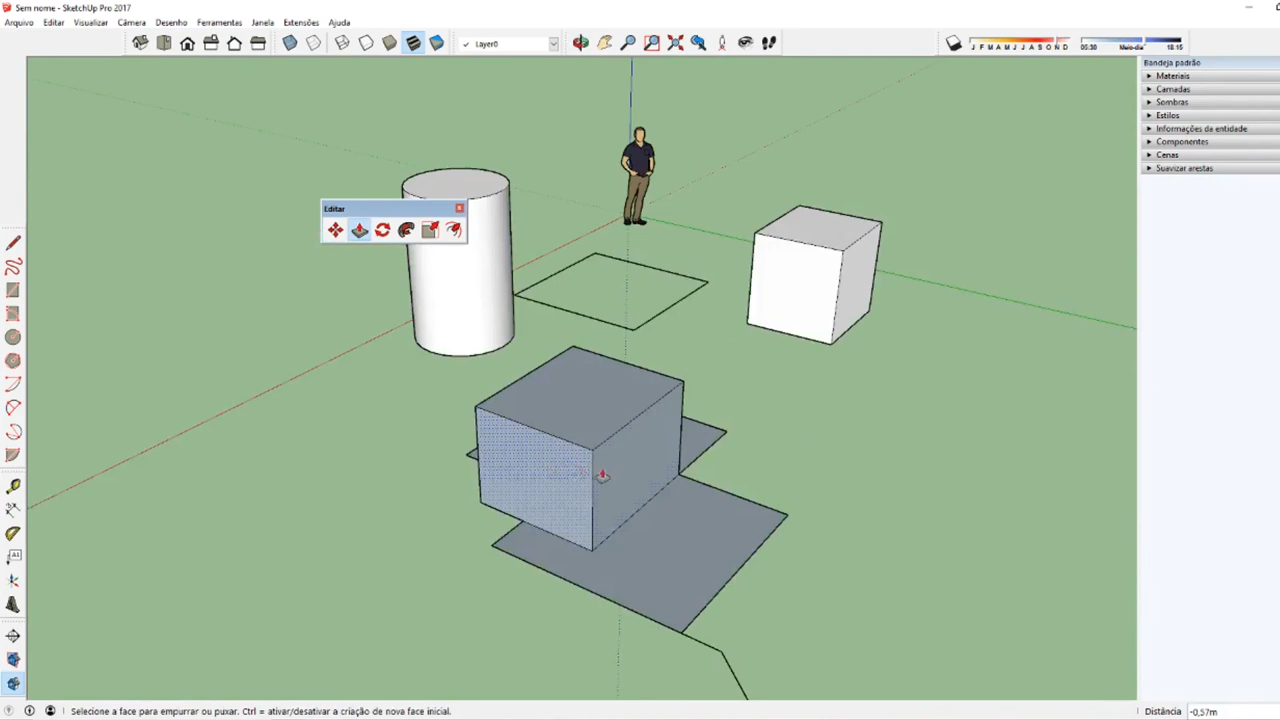 Sem nome - SketchUp Pro 2017
Arquivo Editar Visualizar Câmera Desenho Ferramentas Janela Extensões Ajuda
Layer0
J F M A M J J A S O N D
05:30 Meio-dia 18:15
Bandeja padrão
Materiais
Camadas
Sombras
Estilos
Informações da entidade
Componentes
Cenas
Suavizar arestas
Editar
A1
Selecione a face para empurrar ou puxar. Ctrl = ativar/desativar a criação de nova face inicial.
Distância -0,57m